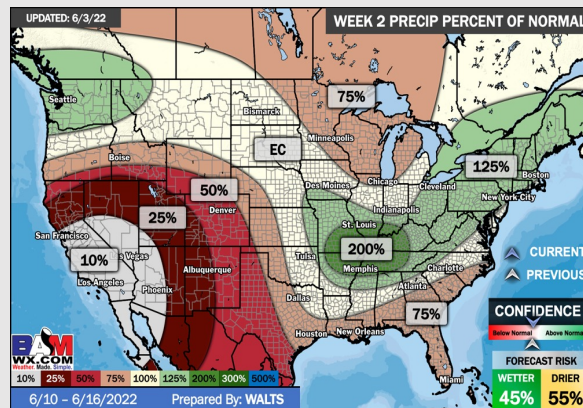 UPDATED: 6/3/22
WEEK 2 PRECIP PERCENT OF NORMAL
Seattle
Bismarck
75%
Minneapolis
Boise
EC
125%
Boston
50%
Des Moines
Chicago
Cleveland
New York City
25%
Denver
Indianapolis
San Francisco
St. Louis
200%
CURRENT
10%
Vegas
Tulsa
Memphis
Charlotte
PREVIOUS
Los Angeles
Albuquerque
Atlanta
Phoenix
Dallas
75%
CONFIDENCE
Houston
New Orleans
Below Normal
Above Norma
BAM
WX.COM
Weather. Made. Simple.
Miami
FORECAST RISK
10% 25% 50% 75% 100% 125% 200% 300% 500%
WETTER
DRIER
6/10 – 6/16/2022
Prepared By: WALTS
45%
55%